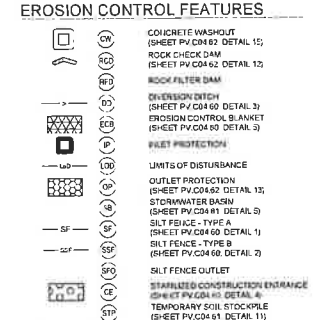 EROSION CONTROL FEATURES
CW CONCRETE WASHOUT
(SHEET PV.C04.62 DETAIL 15)
RCD ROCK CHECK DAM
(SHEET PV.C04.62 DETAIL 12)
RFD ROCK FILTER DAM
DD DIVERSION DITCH
(SHEET PV.C04.60 DETAIL 3)
ECB EROSION CONTROL BLANKET
(SHEET PV.C04.60 DETAIL 5)
IP INLET PROTECTION
LoD LOD LIMITS OF DISTURBANCE
OP OUTLET PROTECTION
(SHEET PV.C04.62 DETAIL 13)
SB STORMWATER BASIN
(SHEET PV.C04.61 DETAIL 5)
SF SF SILT FENCE - TYPE A
(SHEET PV.C04.60 DETAIL 1)
SSF SSF SILT FENCE - TYPE B
(SHEET PV.C04.60, DETAIL 2)
SFO SILT FENCE OUTLET
CE STABILIZED CONSTRUCTION ENTRANCE
DETAIL 4)
STP TEMPORARY SOIL STOCKPILE
(SHEET PV.C04.61, DETAIL 11)